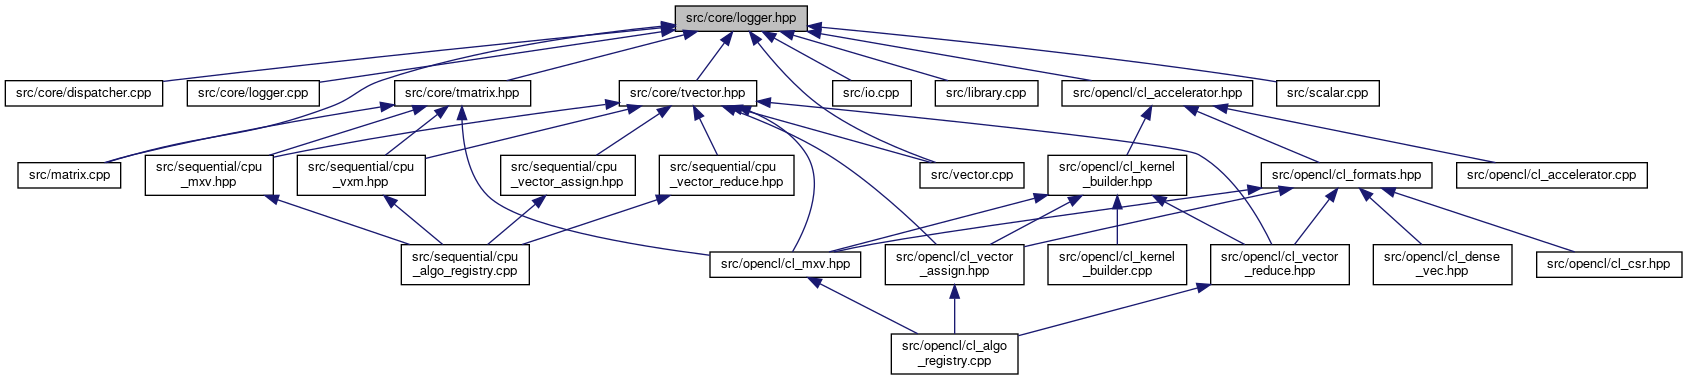 src/core/logger.hpp
src/core/dispatcher.cpp
src/core/logger.cpp
src/core/tmatrix.hpp
src/core/tvector.hpp
src/io.cpp
src/library.cpp
src/opencl/cl_accelerator.hpp
src/scalar.cpp
src/matrix.cpp
src/sequential/cpu
_mxv.hpp
src/sequential/cpu
_vxm.hpp
src/sequential/cpu
_vector_assign.hpp
src/sequential/cpu
_vector_reduce.hpp
src/vector.cpp
src/opencl/cl_kernel
_builder.hpp
src/opencl/cl_formats.hpp
src/opencl/cl_accelerator.cpp
src/sequential/cpu
_algo_registry.cpp
src/opencl/cl_mxv.hpp
src/opencl/cl_vector
_assign.hpp
src/opencl/cl_kernel
_builder.cpp
src/opencl/cl_vector
_reduce.hpp
src/opencl/cl_dense
_vec.hpp
src/opencl/cl_csr.hpp
src/opencl/cl_algo
_registry.cpp